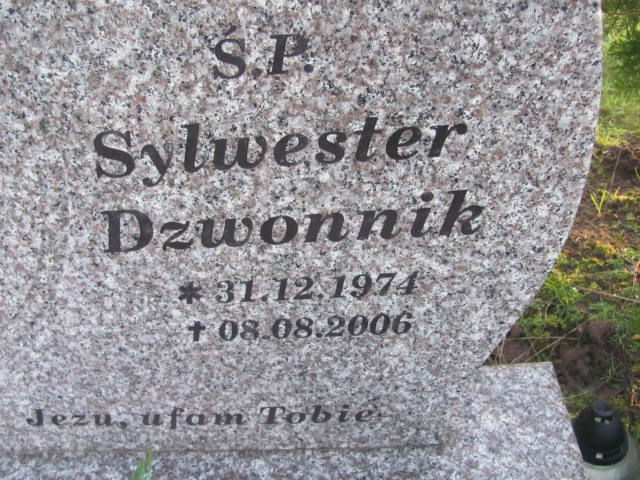 Ś.P.
Sylwester
Dzwonnik
* 31.12.1974
✝ 08.08.2006
Jezu, ufam Tobie.